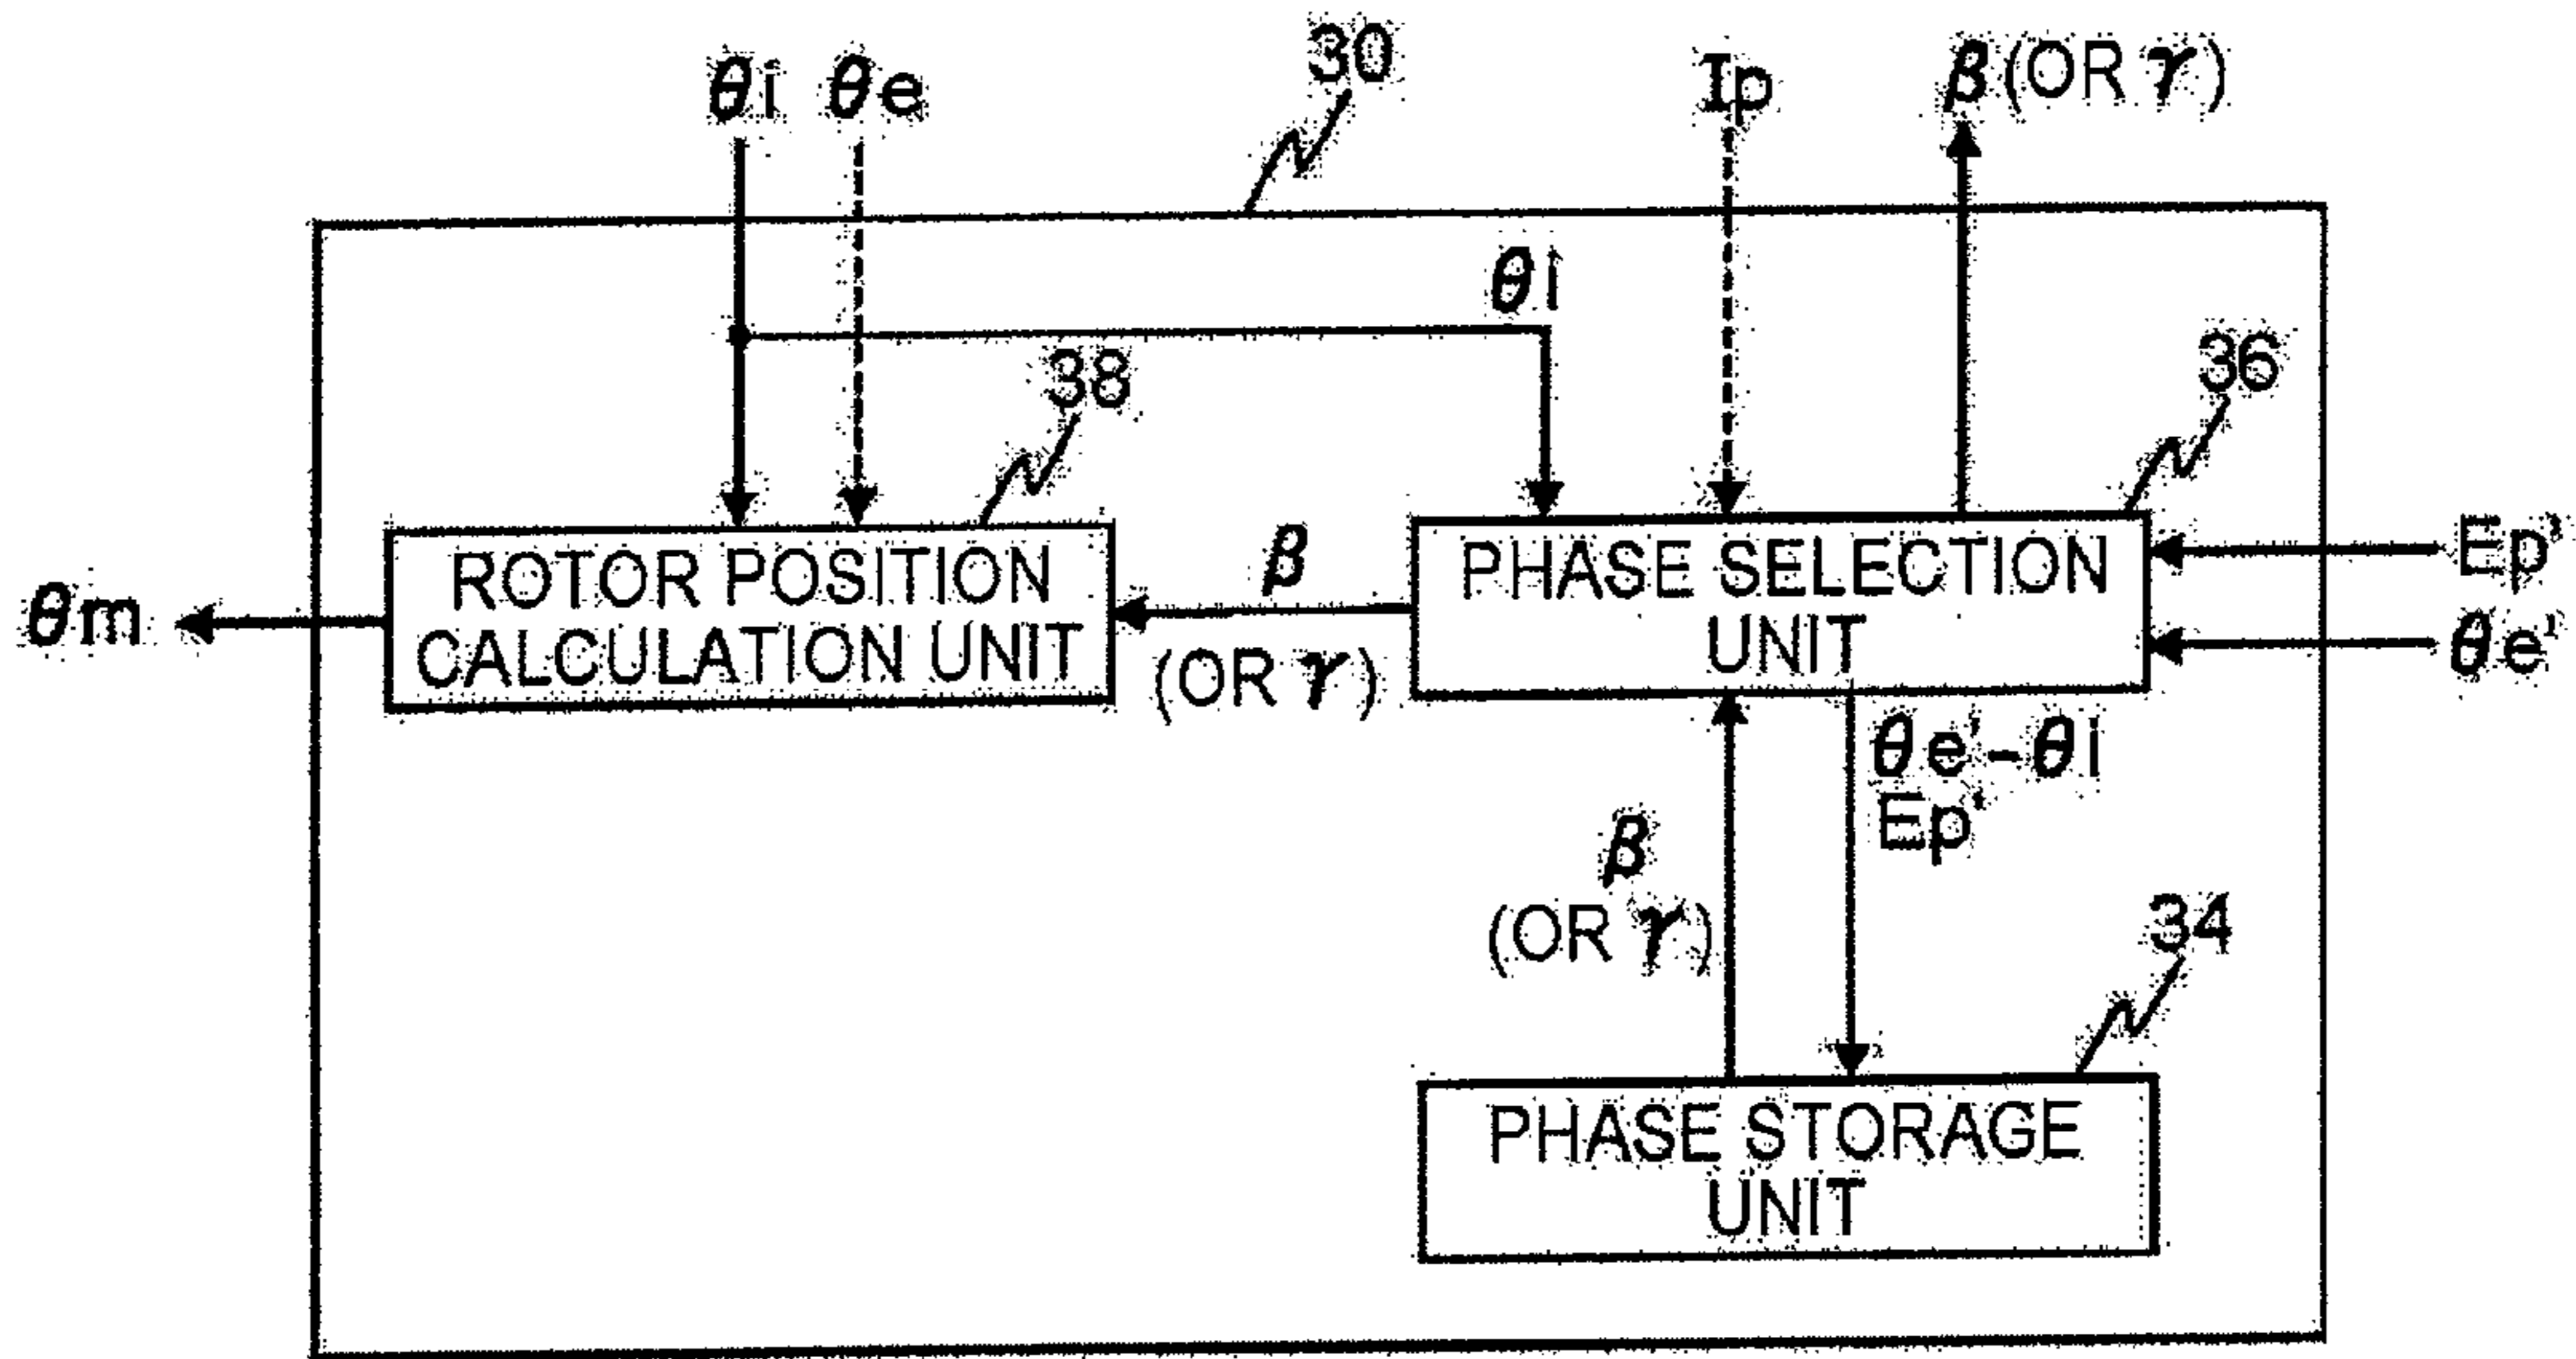 30
θi θe
Ip
β (OR γ)
θi
38
36
ROTOR POSITION
CALCULATION UNIT
β
(OR γ)
PHASE SELECTION
UNIT
Ep'
θe'
θm
θe'-θi
Ep'
β
(OR γ)
34
PHASE STORAGE
UNIT